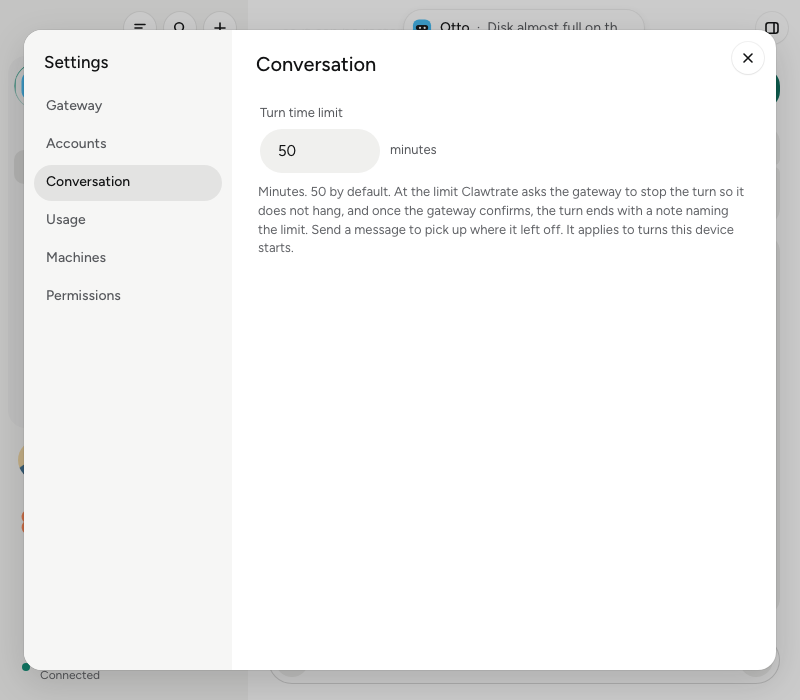 Otto · Disk almost full on th
Settings
Gateway
Accounts
Conversation
Usage
Machines
Permissions
Conversation
Turn time limit
50 minutes
Minutes. 50 by default. At the limit Clawtrate asks the gateway to stop the turn so it
does not hang, and once the gateway confirms, the turn ends with a note naming
the limit. Send a message to pick up where it left off. It applies to turns this device
starts.
Connected